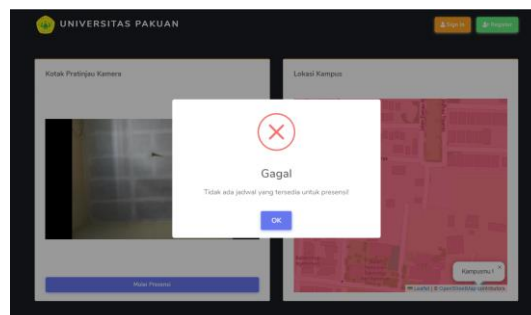 UNIVERSITAS PAKUAN
Sign In
Register
Kotak Pratinjau Kamera
Lokasi Kampus
Gagal
Tidak ada jadwal yang tersedia untuk presensi!
OK
Mulai Presensi
Kampusmu !
Leaflet | © OpenStreetMap contributors